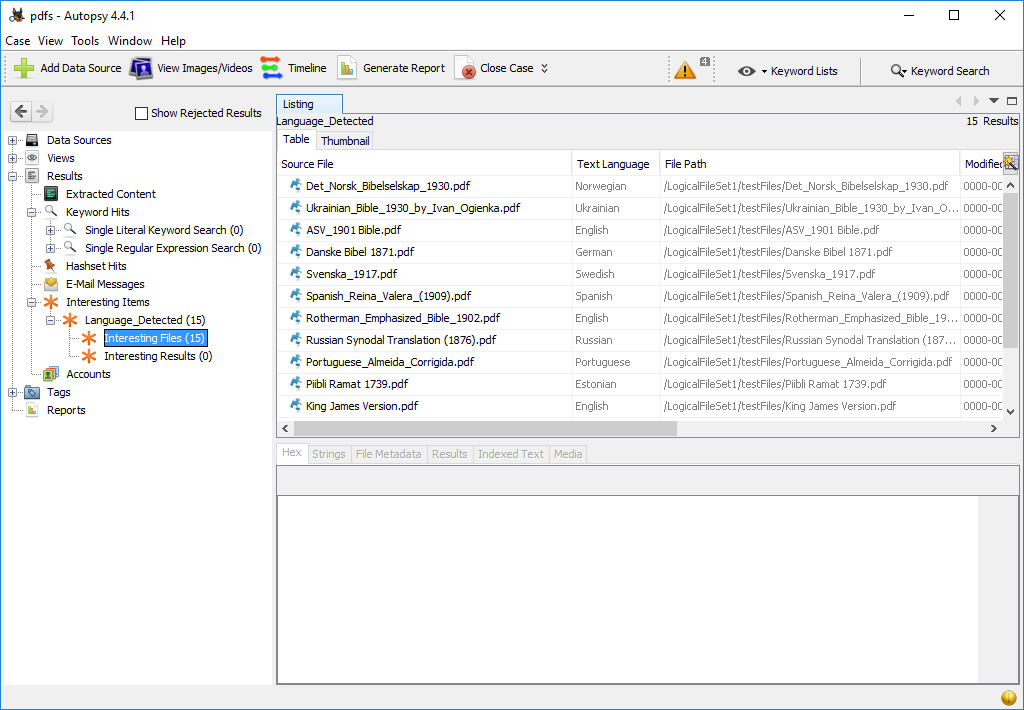 pdfs - Autopsy 4.4.1
Case View Tools Window Help
Add Data Source View Images/Videos Timeline Generate Report Close Case 4 Keyword Lists Keyword Search
Show Rejected Results
Data Sources
Views
Results
Extracted Content
Keyword Hits
Single Literal Keyword Search (0)
Single Regular Expression Search (0)
Hashset Hits
E-Mail Messages
Interesting Items
Language_Detected (15)
Interesting Files (15)
Interesting Results (0)
Accounts
Tags
Reports
Listing
Language_Detected 15 Results
Table Thumbnail
Source File Text Language File Path Modified
Det_Norsk_Bibelselskap_1930.pdf Norwegian /LogicalFileSet1/testFiles/Det_Norsk_Bibelselskap_1930.pdf 0000-00
Ukrainian_Bible_1930_by_Ivan_Ogienka.pdf Ukrainian /LogicalFileSet1/testFiles/Ukrainian_Bible_1930_by_Ivan_O... 0000-00
ASV_1901 Bible.pdf English /LogicalFileSet1/testFiles/ASV_1901 Bible.pdf 0000-00
Danske Bibel 1871.pdf German /LogicalFileSet1/testFiles/Danske Bibel 1871.pdf 0000-00
Svenska_1917.pdf Swedish /LogicalFileSet1/testFiles/Svenska_1917.pdf 0000-00
Spanish_Reina_Valera_(1909).pdf Spanish /LogicalFileSet1/testFiles/Spanish_Reina_Valera_(1909).pdf 0000-00
Rotherman_Emphasized_Bible_1902.pdf English /LogicalFileSet1/testFiles/Rotherman_Emphasized_Bible_19... 0000-00
Russian Synodal Translation (1876).pdf Russian /LogicalFileSet1/testFiles/Russian Synodal Translation (187... 0000-00
Portuguese_Almeida_Corrigida.pdf Portuguese /LogicalFileSet1/testFiles/Portuguese_Almeida_Corrigida.pdf 0000-00
Piibli Ramat 1739.pdf Estonian /LogicalFileSet1/testFiles/Piibli Ramat 1739.pdf 0000-00
King James Version.pdf English /LogicalFileSet1/testFiles/King James Version.pdf 0000-00
Hex Strings File Metadata Results Indexed Text Media